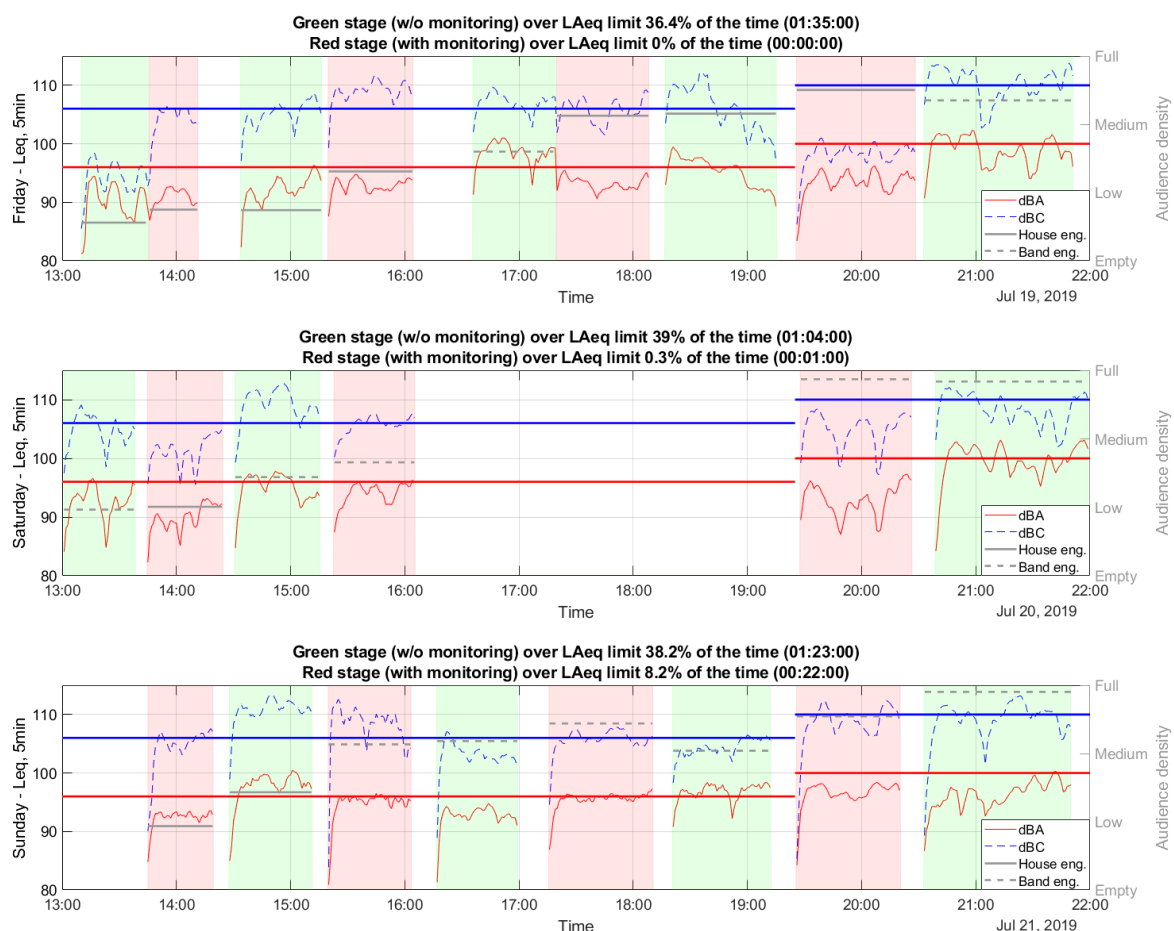 Green stage (w/o monitoring) over LAeq limit 36.4% of the time (01:35:00)
Red stage (with monitoring) over LAeq limit 0% of the time (00:00:00)
Friday - Leq, 5min
110
100
90
80
Full
Medium
Low
Empty
Audience density
dBA
dBC
House eng.
Band eng.
13:00 14:00 15:00 16:00 17:00 18:00 19:00 20:00 21:00 22:00
Time
Jul 19, 2019
Green stage (w/o monitoring) over LAeq limit 39% of the time (01:04:00)
Red stage (with monitoring) over LAeq limit 0.3% of the time (00:01:00)
Saturday - Leq, 5min
110
100
90
80
Full
Medium
Low
Empty
Audience density
dBA
dBC
House eng.
Band eng.
13:00 14:00 15:00 16:00 17:00 18:00 19:00 20:00 21:00 22:00
Time
Jul 20, 2019
Green stage (w/o monitoring) over LAeq limit 38.2% of the time (01:23:00)
Red stage (with monitoring) over LAeq limit 8.2% of the time (00:22:00)
Sunday - Leq, 5min
110
100
90
80
Full
Medium
Low
Empty
Audience density
dBA
dBC
House eng.
Band eng.
13:00 14:00 15:00 16:00 17:00 18:00 19:00 20:00 21:00 22:00
Time
Jul 21, 2019